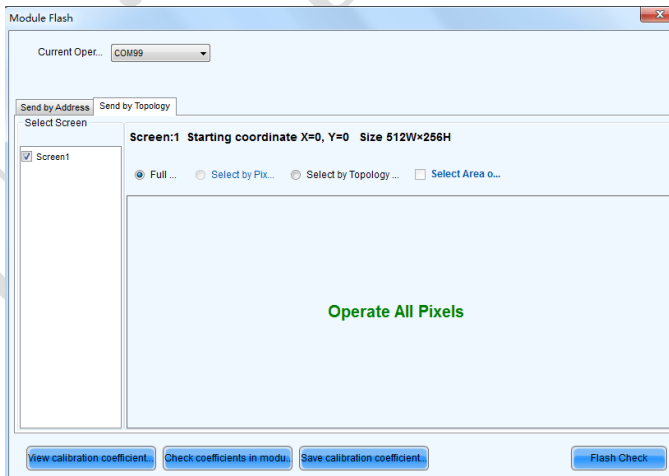 Module Flash
Current Oper... COM99
Send by Address Send by Topology
Select Screen
Screen:1 Starting coordinate X=0, Y=0 Size 512W×256H
Screen1
Full ... Select by Pix... Select by Topology ... Select Area o...
Operate All Pixels
View calibration coefficient... Check coefficients in modu... Save calibration coefficient... Flash Check